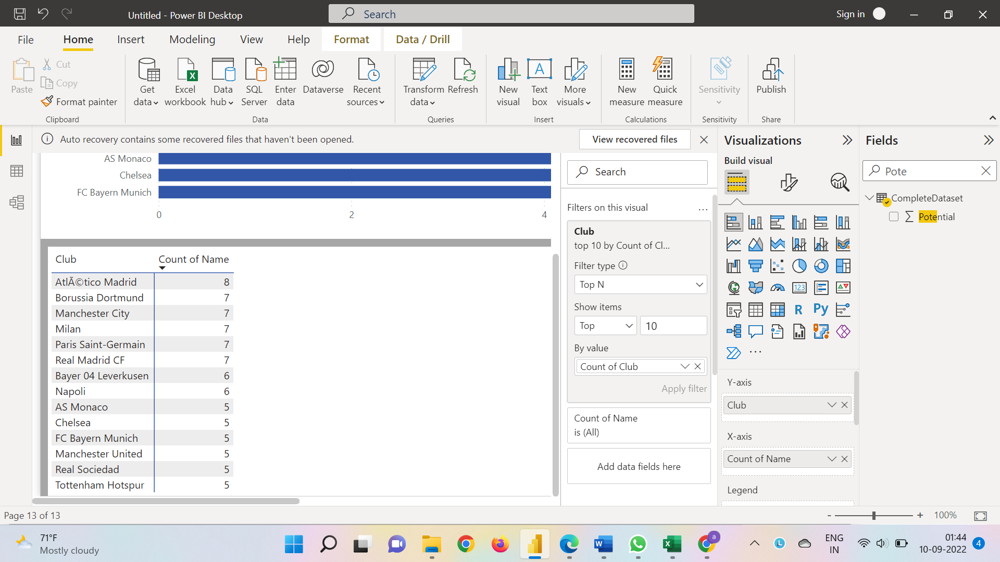 Untitled - Power BI Desktop
Search
Sign in
File
Home
Insert
Modeling
View
Help
Format
Data / Drill
Paste
Cut
Copy
Format painter
Clipboard
Get data
Excel workbook
Data hub
SQL Server
Enter data
Dataverse
Recent sources
Data
Transform data
Refresh
Queries
New visual
A
Text box
More visuals
Insert
New measure
Quick measure
Calculations
Sensitivity
Sensitivity
Publish
Share
Auto recovery contains some recovered files that haven't been opened.
View recovered files
AS Monaco
Chelsea
FC Bayern Munich
0 2 4
Club Count of Name
AtlÃ©tico Madrid 8
Borussia Dortmund 7
Manchester City 7
Milan 7
Paris Saint-Germain 7
Real Madrid CF 7
Bayer 04 Leverkusen 6
Napoli 6
AS Monaco 5
Chelsea 5
FC Bayern Munich 5
Manchester United 5
Real Sociedad 5
Tottenham Hotspur 5
Search
Filters on this visual
...
Club
top 10 by Count of Cl...
Filter type
Top N
Show items
Top 10
By value
Count of Club
Apply filter
Count of Name
is (All)
Add data fields here
Visualizations
Build visual
123
R
Py
...
Y-axis
Club
X-axis
Count of Name
Legend
Fields
Pote
CompleteDataset
Σ Potential
Page 13 of 13
- + 100%
71°F
Mostly cloudy
a
L
ENG
IN
01:44
10-09-2022
4